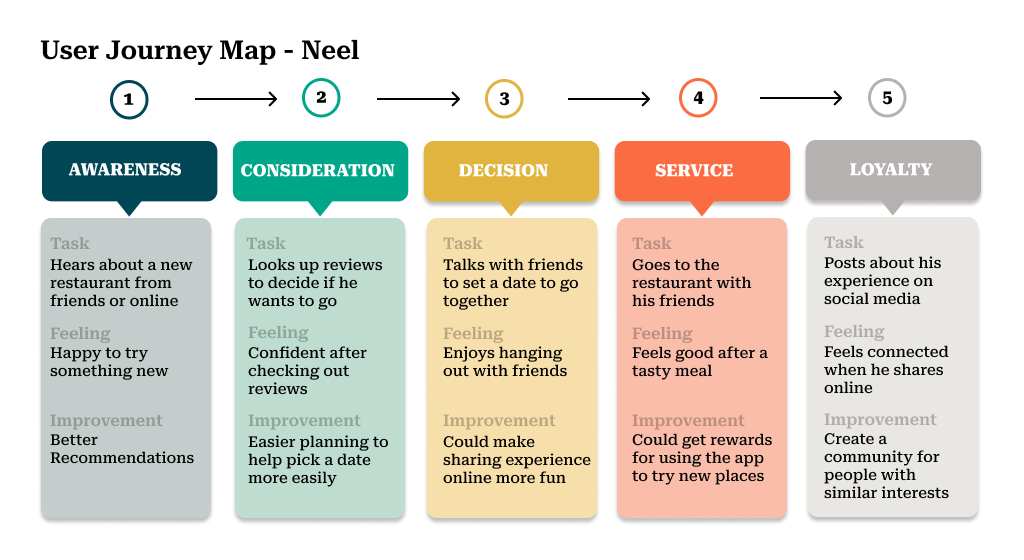 User Journey Map - Neel
1
2
3
4
5
AWARENESS
CONSIDERATION
DECISION
SERVICE
LOYALTY
Task
Hears about a new
restaurant from
friends or online
Feeling
Happy to try
something new
Improvement
Better
Recommendations
Task
Looks up reviews
to decide if he
wants to go
Feeling
Confident after
checking out
reviews
Improvement
Easier planning to
help pick a date
more easily
Task
Talks with friends
to set a date to go
together
Feeling
Enjoys hanging
out with friends
Improvement
Could make
sharing experience
online more fun
Task
Goes to the
restaurant with
his friends
Feeling
Feels good after a
tasty meal
Improvement
Could get rewards
for using the app
to try new places
Task
Posts about his
experience on
social media
Feeling
Feels connected
when he shares
online
Improvement
Create a
community for
people with
similar interests